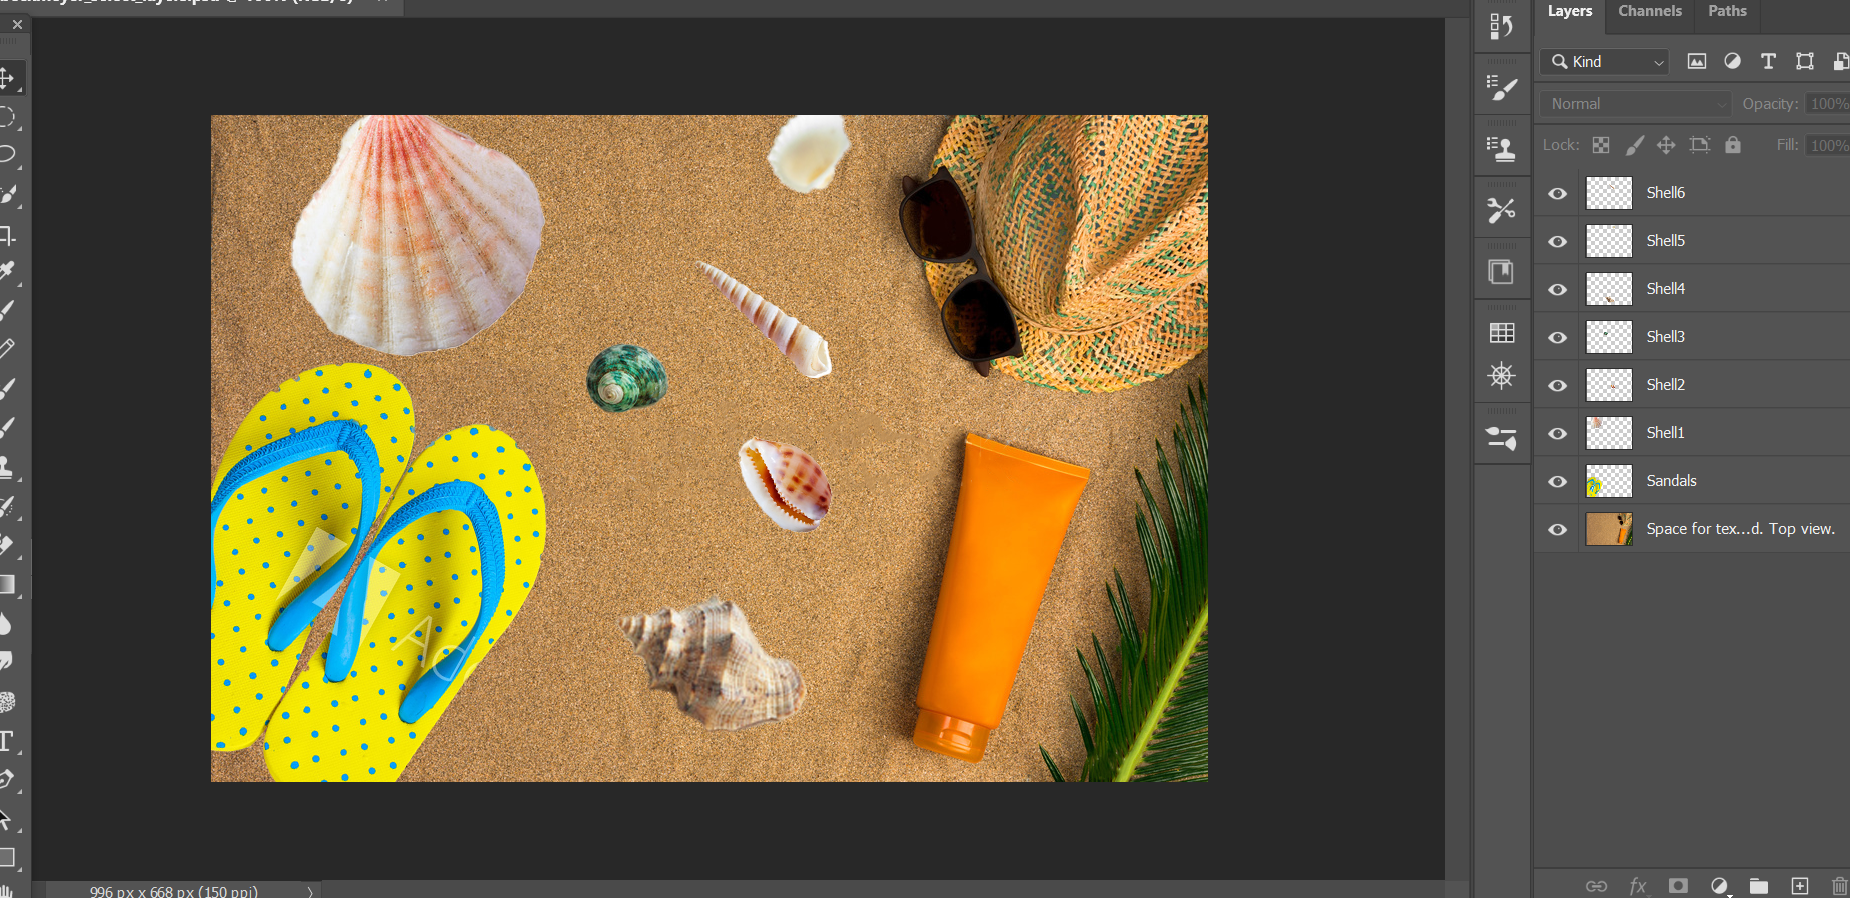 Layers Channels Paths
Kind
Normal Opacity: 100%
Lock: Fill: 100%
Shell6
Shell5
Shell4
Shell3
Shell2
Shell1
Sandals
Space for tex...d. Top view.
996 px x 668 px (150 ppi)